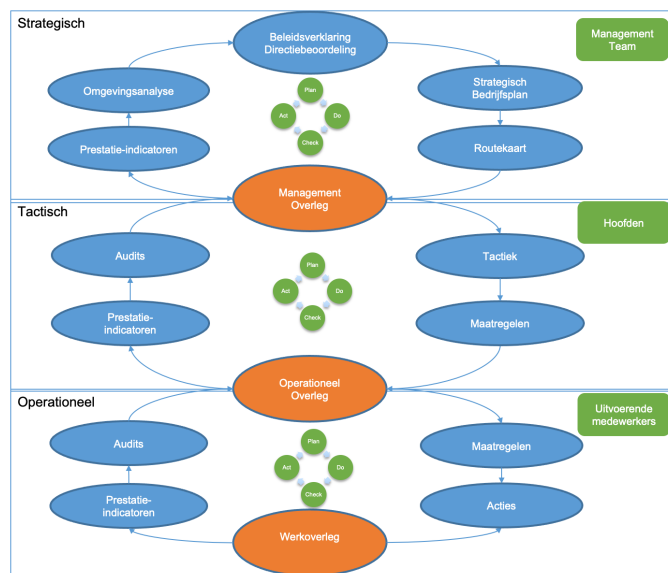 Strategisch
Beleidsverklaring
Directiebeoordeling
Management
Team
Omgevingsanalyse
Plan
Act
Do
Check
Strategisch
Bedrijfsplan
Prestatie-indicatoren
Routekaart
Management
Overleg
Tactisch
Hoofden
Audits
Plan
Act
Do
Check
Tactiek
Prestatie-
indicatoren
Maatregelen
Operationeel
Overleg
Operationeel
Uitvoerende
medewerkers
Audits
Plan
Act
Do
Check
Maatregelen
Prestatie-
indicatoren
Acties
Werkoverleg